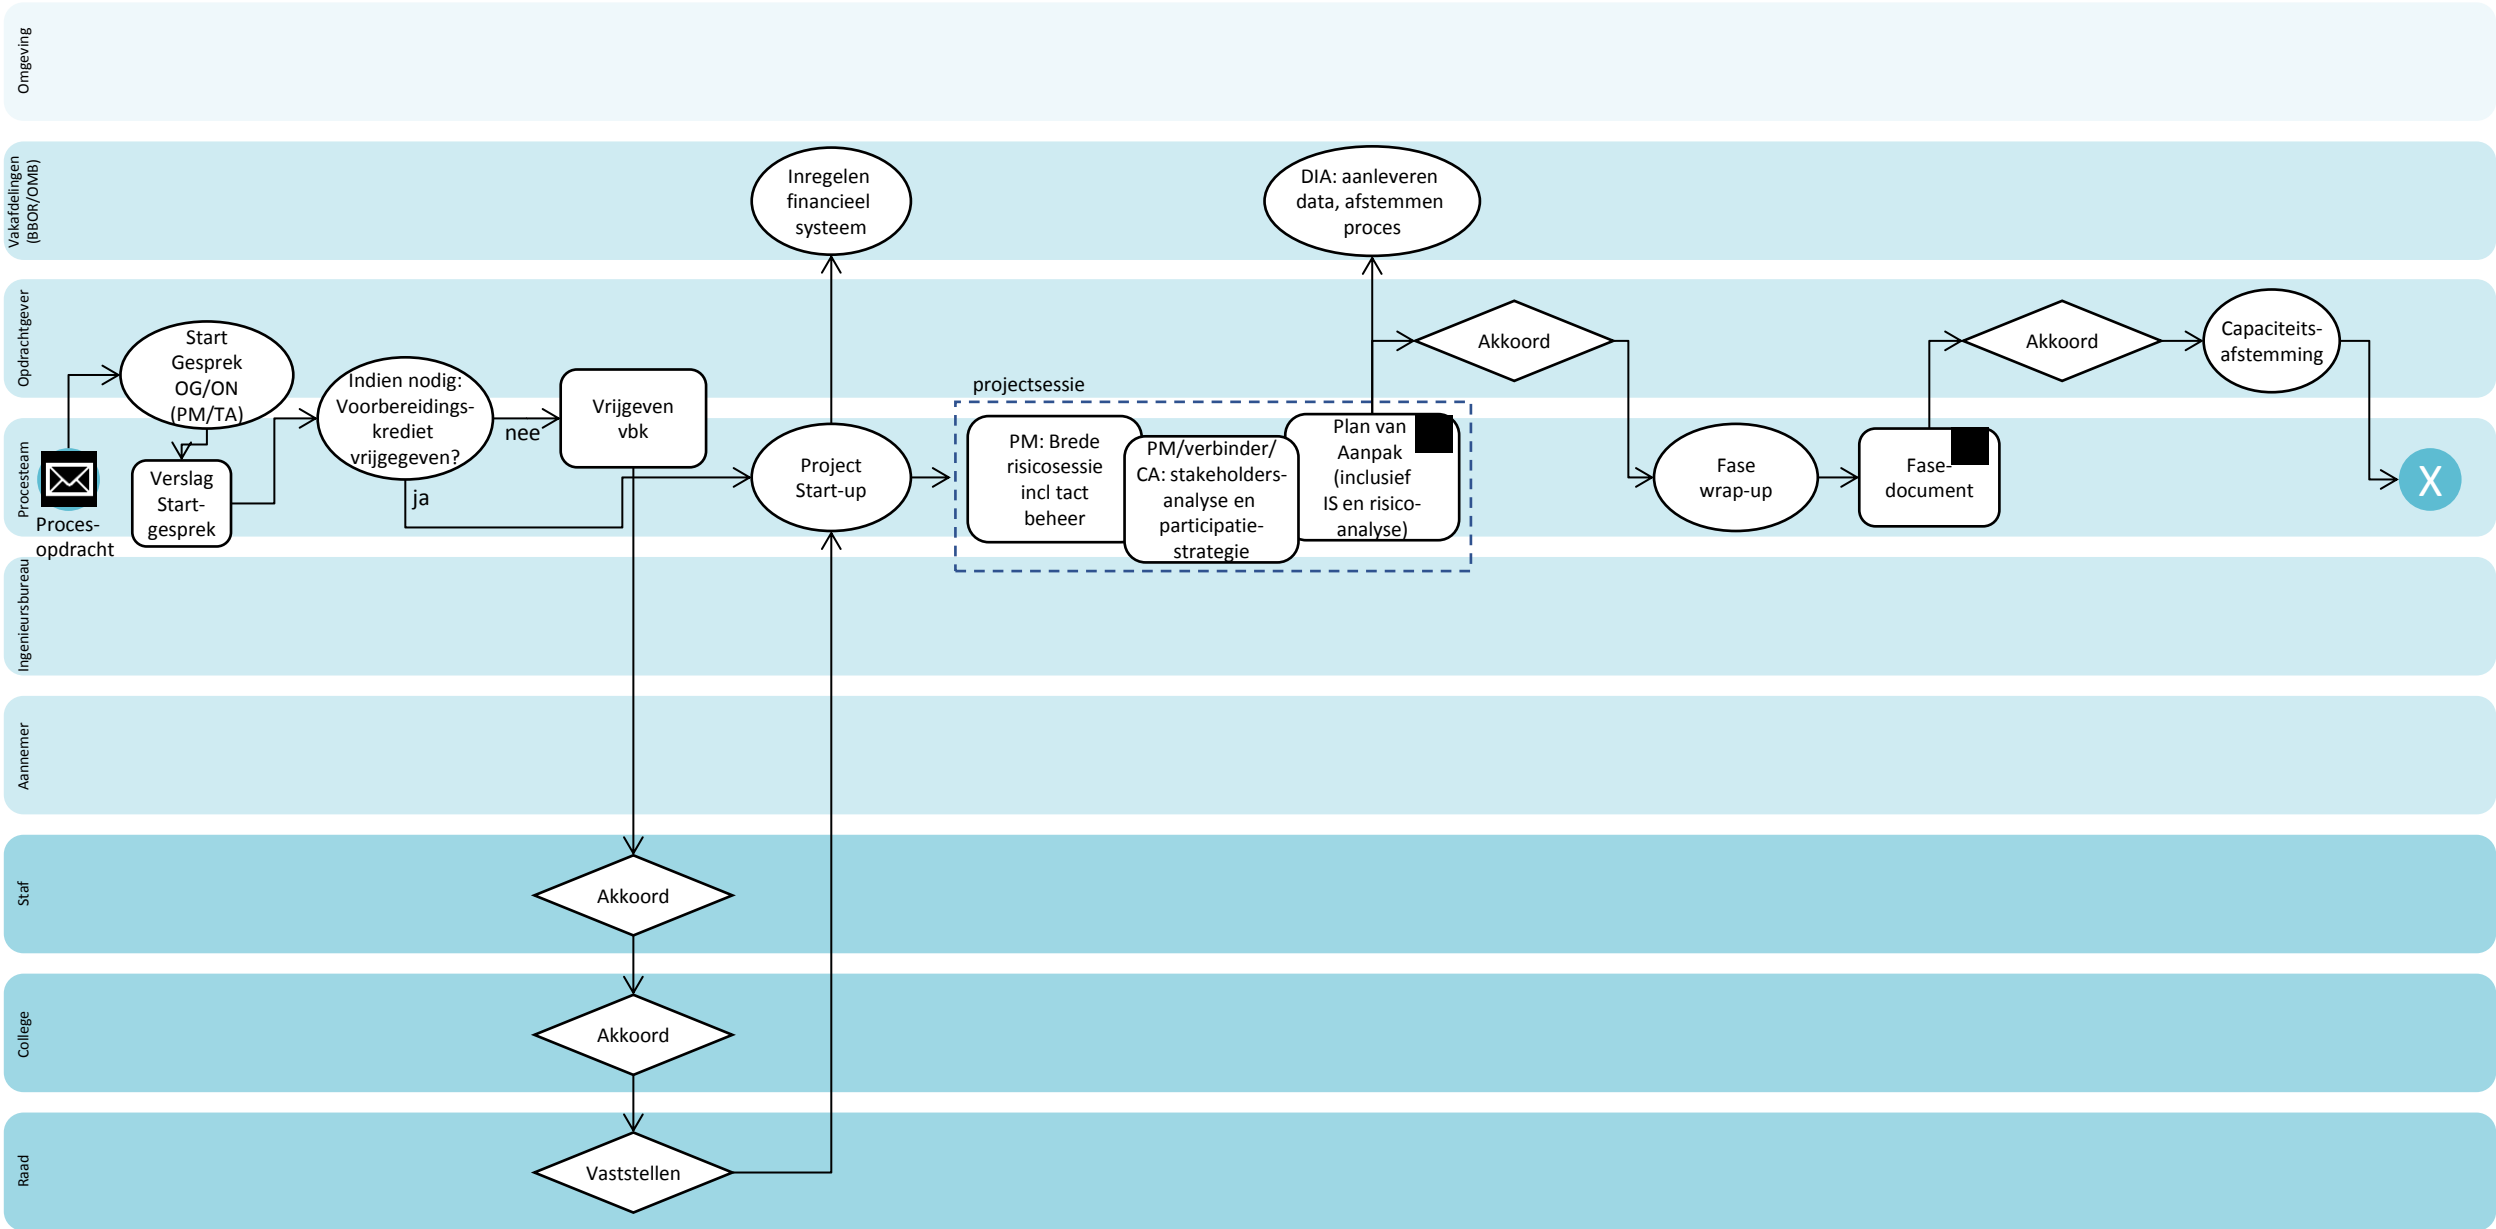 Omgeving
Vakafdelingen
(BBOR/OMB)
Inregelen
financieel
systeem
DIA: aanleveren
data, afstemmen
proces
Opdrachtgever
Start
Gesprek
OG/ON
(PM/TA)
Indien nodig:
Voorbereidings-
krediet
vrijgegeven?
nee
ja
Vrijgeven
vbk
projectsessie
Akkoord
Akkoord
Capaciteits-
afstemming
Procesteam
Proces-
opdracht
Verslag
Start-
gesprek
Project
Start-up
PM: Brede
risicosessie
incl tact
beheer
PM/verbinder/
CA: stakeholders-
analyse en
participatie-
strategie
Plan van
Aanpak
(inclusief
IS en risico-
analyse)
Fase
wrap-up
Fase-
document
X
Ingenieursbureau
Aannemer
Staf
Akkoord
College
Akkoord
Raad
Vaststellen